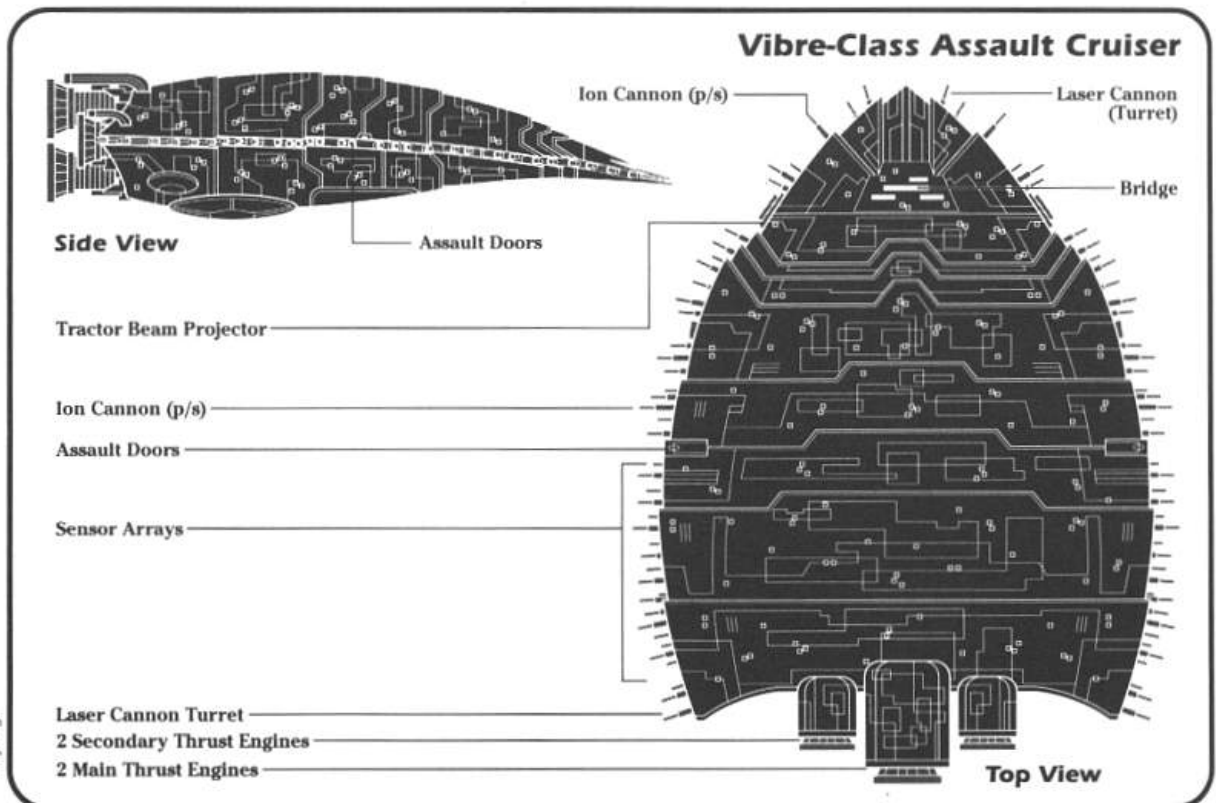 Vibre-Class Assault Cruiser
Ion Cannon (p/s)
Laser Cannon
(Turret)
Bridge
Side View
Assault Doors
Tractor Beam Projector
Ion Cannon (p/s)
Assault Doors
Sensor Arrays
Laser Cannon Turret
2 Secondary Thrust Engines
2 Main Thrust Engines
Top View